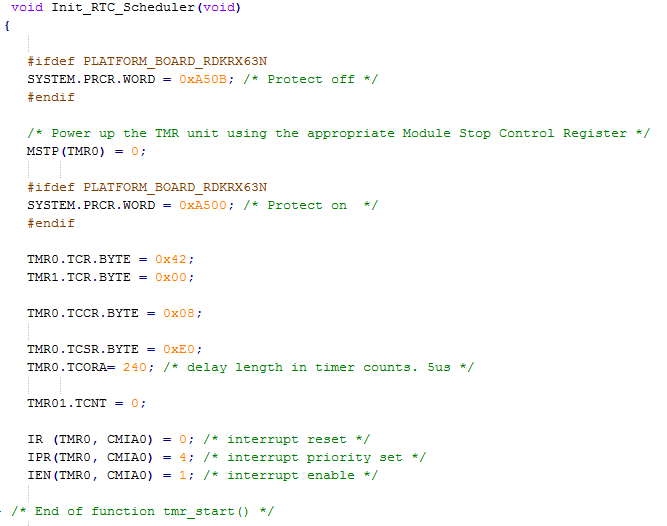 void Init_RTC_Scheduler(void)
{
#ifdef PLATFORM_BOARD_RDKRX63N
SYSTEM.PRCR.WORD = 0xA50B; /* Protect off */
#endif
/* Power up the TMR unit using the appropriate Module Stop Control Register */
MSTP(TMR0) = 0;
#ifdef PLATFORM_BOARD_RDKRX63N
SYSTEM.PRCR.WORD = 0xA500; /* Protect on  */
#endif
TMR0.TCR.BYTE = 0x42;
TMR1.TCR.BYTE = 0x00;
TMR0.TCCR.BYTE = 0x08;
TMR0.TCSR.BYTE = 0xE0;
TMR0.TCORA= 240; /* delay length in timer counts. 5us */
TMR01.TCNT = 0;
IR (TMR0, CMIA0) = 0; /* interrupt reset */
IPR(TMR0, CMIA0) = 4; /* interrupt priority set */
IEN(TMR0, CMIA0) = 1; /* interrupt enable */
/* End of function tmr_start() */